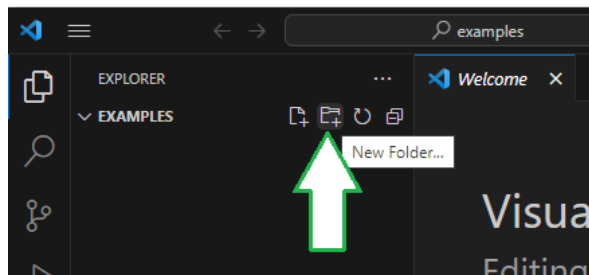 examples
EXPLORER
Welcome
EXAMPLES
New Folder...
Visua
Editing